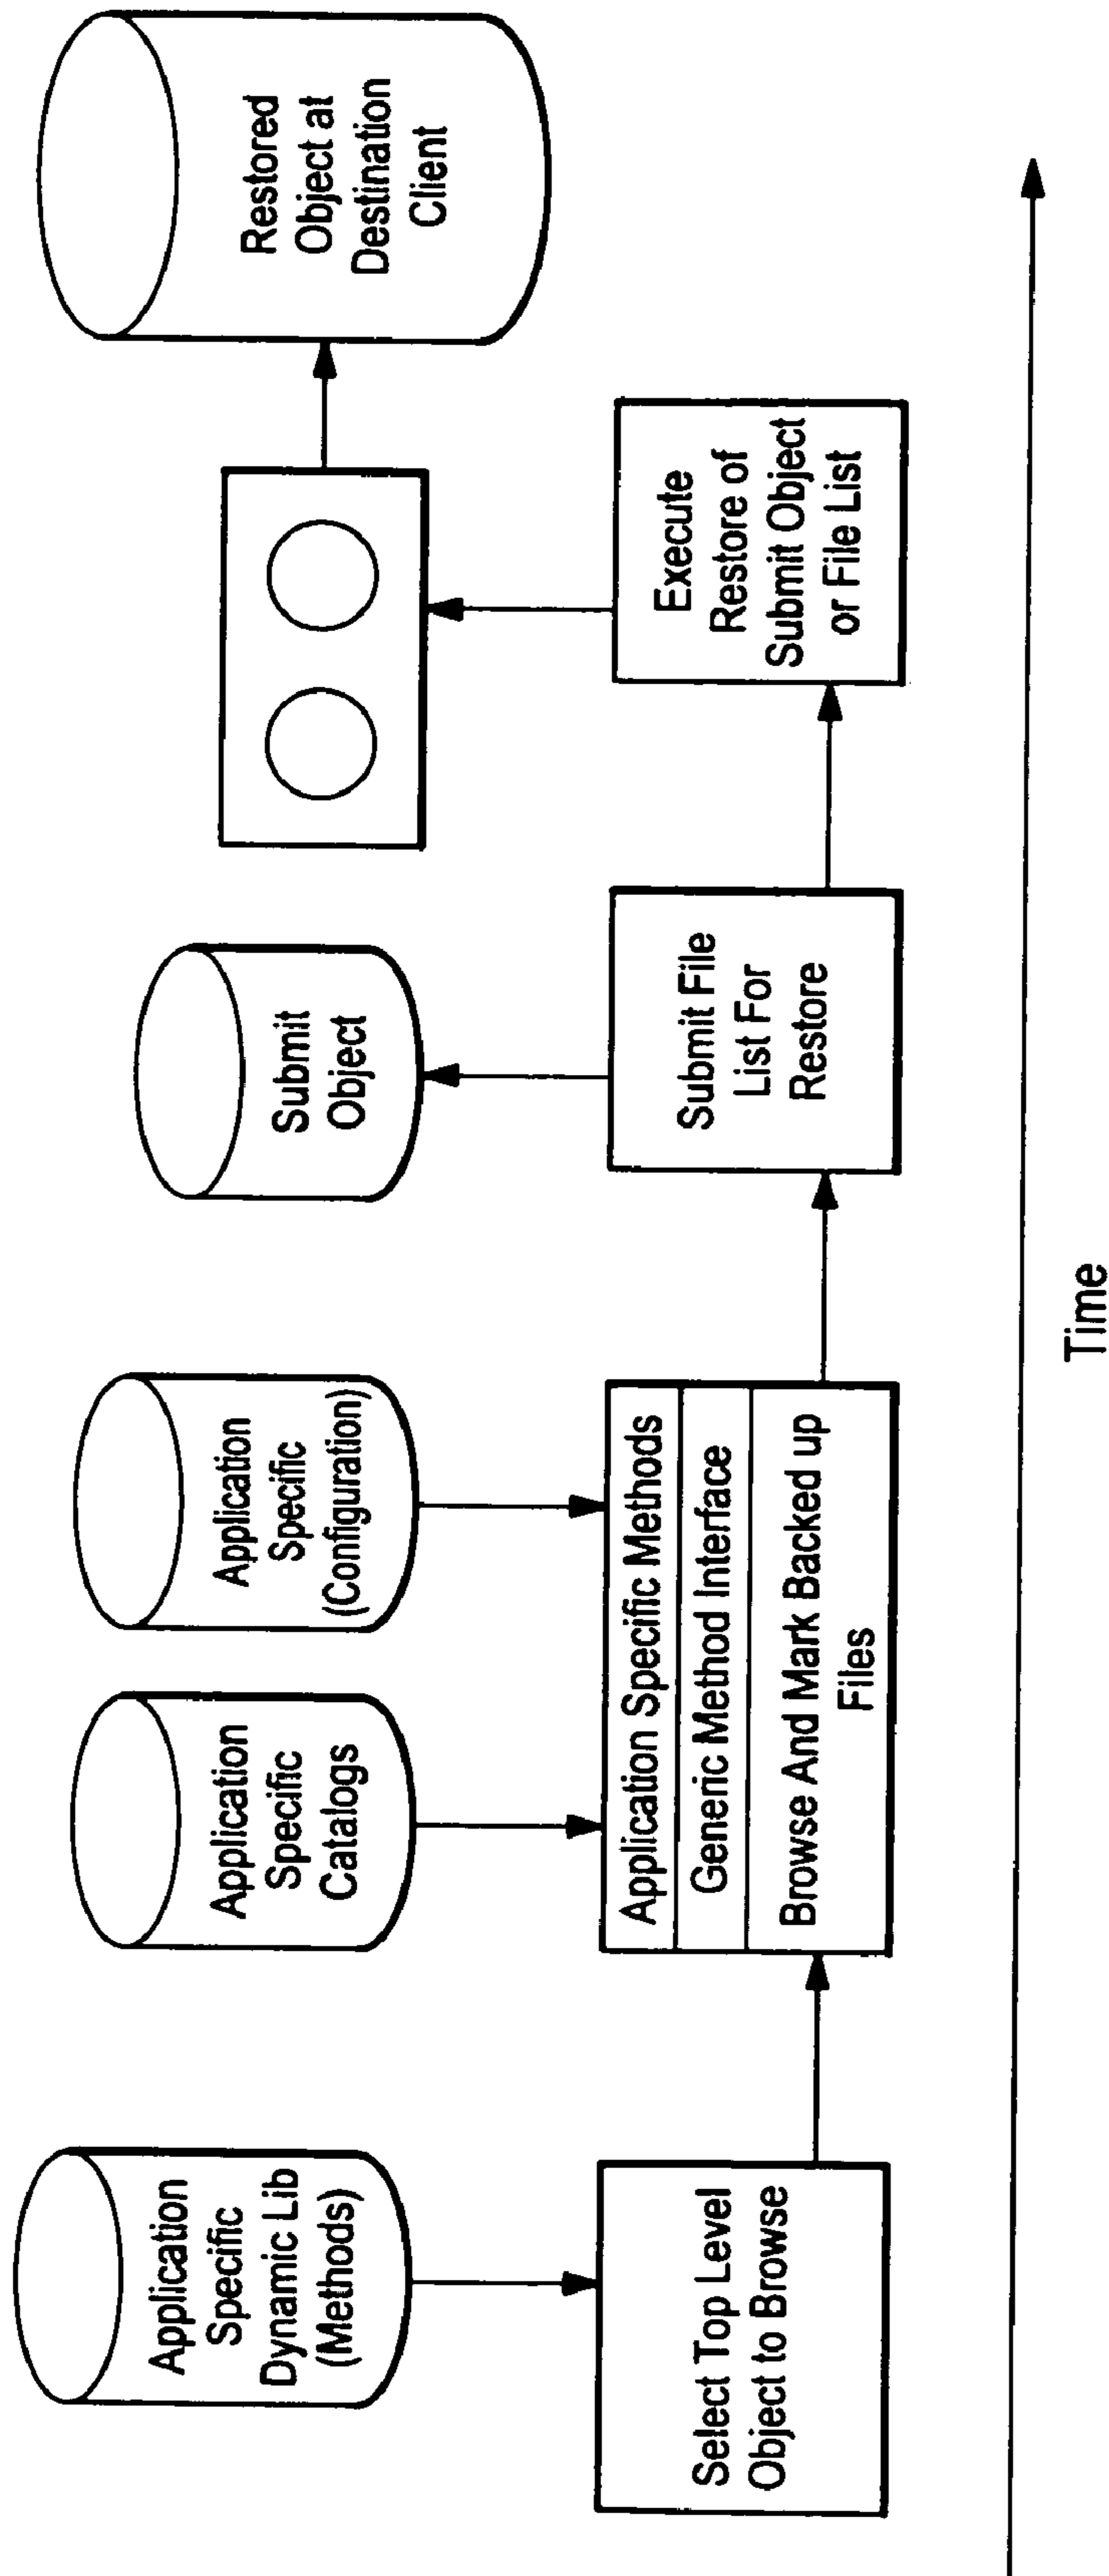 Application
Specific
Dynamic Lib
(Methods)
Select Top Level
Object to Browse
Application
Specific
Catalogs
Application
Specific
(Configuration)
Application Specific Methods
Generic Method Interface
Browse And Mark Backed up
Files
Submit
Object
Submit File
List For
Restore
Execute
Restore of
Submit Object
or File List
Restored
Object at
Destination
Client
Time